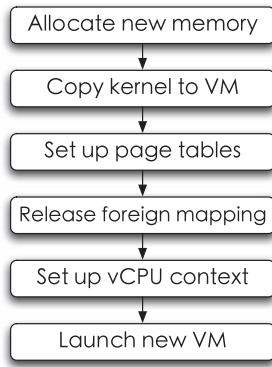 Allocate new memory
Copy kernel to VM
Set up page tables
Release foreign mapping
Set up vCPU context
Launch new VM